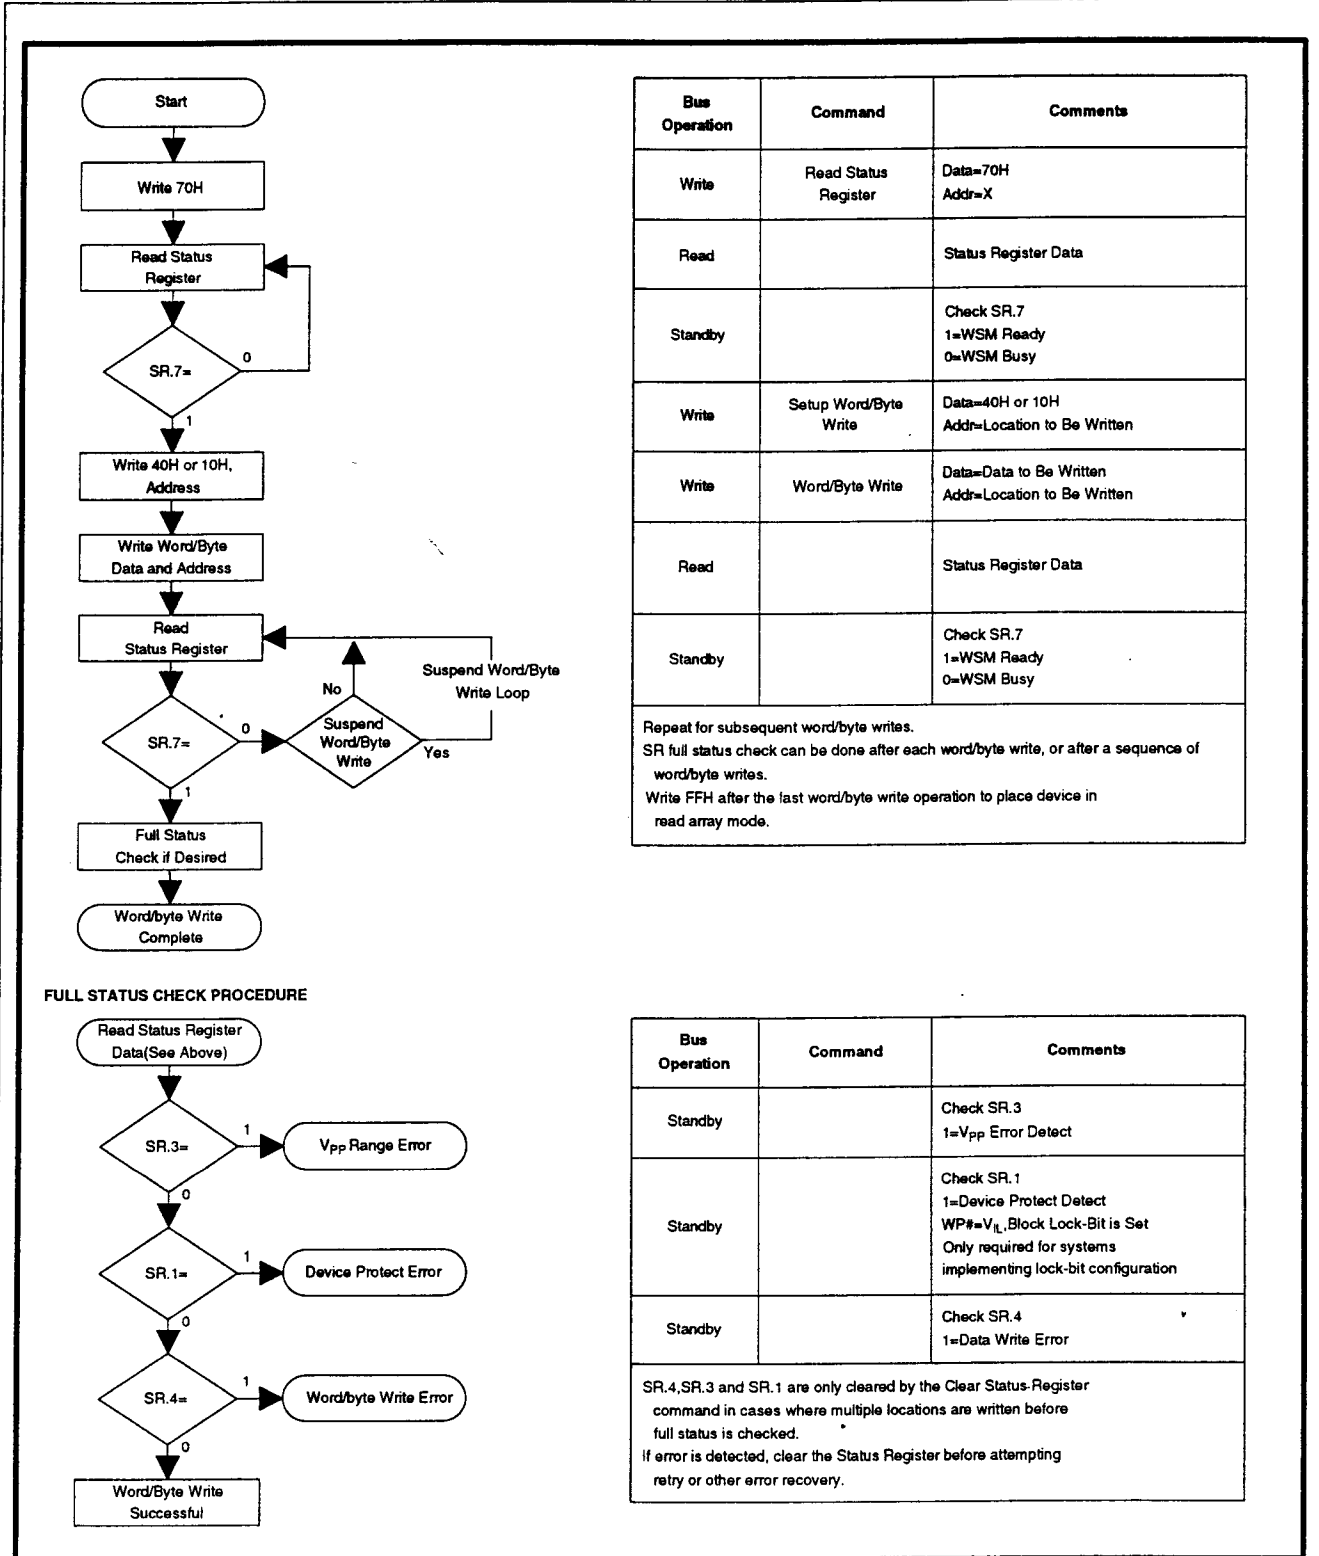 Start
Write 70H
Read Status
Register
SR.7=
0
1
Write 40H or 10H,
Address
Write Word/Byte
Data and Address
Read
Status Register
SR.7=
0
1
Suspend
Word/Byte
Write
No
Yes
Suspend Word/Byte
Write Loop
Full Status
Check if Desired
Word/byte Write
Complete
Bus
Operation
Command
Comments
Write
Read Status
Register
Data=70H
Addr=X
Read
Status Register Data
Standby
Check SR.7
1=WSM Ready
0=WSM Busy
Write
Setup Word/Byte
Write
Data=40H or 10H
Addr=Location to Be Written
Write
Word/Byte Write
Data=Data to Be Written
Addr=Location to Be Written
Read
Status Register Data
Standby
Check SR.7
1=WSM Ready
0=WSM Busy
Repeat for subsequent word/byte writes.
SR full status check can be done after each word/byte write, or after a sequence of
word/byte writes.
Write FFH after the last word/byte write operation to place device in
read array mode.
FULL STATUS CHECK PROCEDURE
Read Status Register
Data(See Above)
SR.3=
1
VPP Range Error
0
SR.1=
1
Device Protect Error
0
SR.4=
1
Word/byte Write Error
0
Word/Byte Write
Successful
Bus
Operation
Command
Comments
Standby
Check SR.3
1=VPP Error Detect
Standby
Check SR.1
1=Device Protect Detect
WP#=VIL,Block Lock-Bit is Set
Only required for systems
implementing lock-bit configuration
Standby
Check SR.4
1=Data Write Error
SR.4,SR.3 and SR.1 are only cleared by the Clear Status-Register
command in cases where multiple locations are written before
full status is checked.
If error is detected, clear the Status Register before attempting
retry or other error recovery.